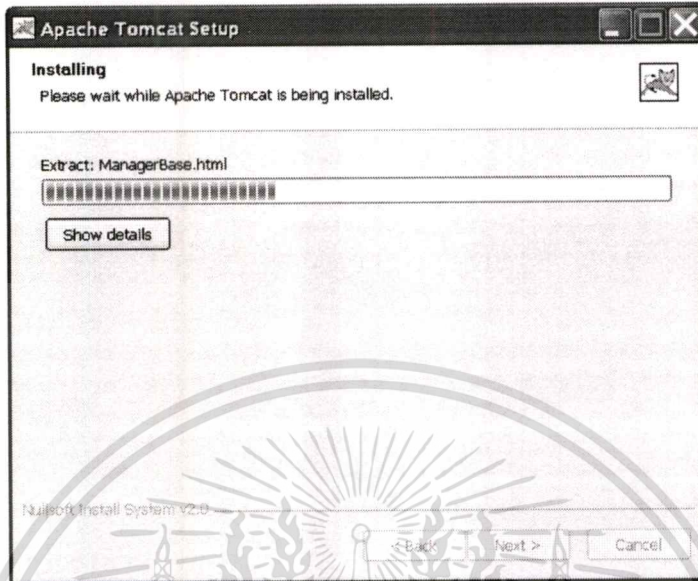 Apache Tomcat Setup
Installing
Please wait while Apache Tomcat is being installed.
Extract: ManagerBase.html
Show details
Nullsoft Install System v2.0
< Back
Next >
Cancel